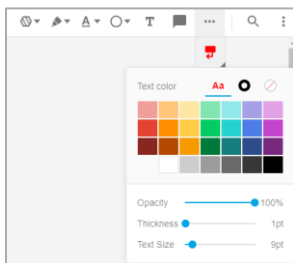 A T
Text color Aa
Opacity 100%
Thickness 1pt
Text Size 9pt